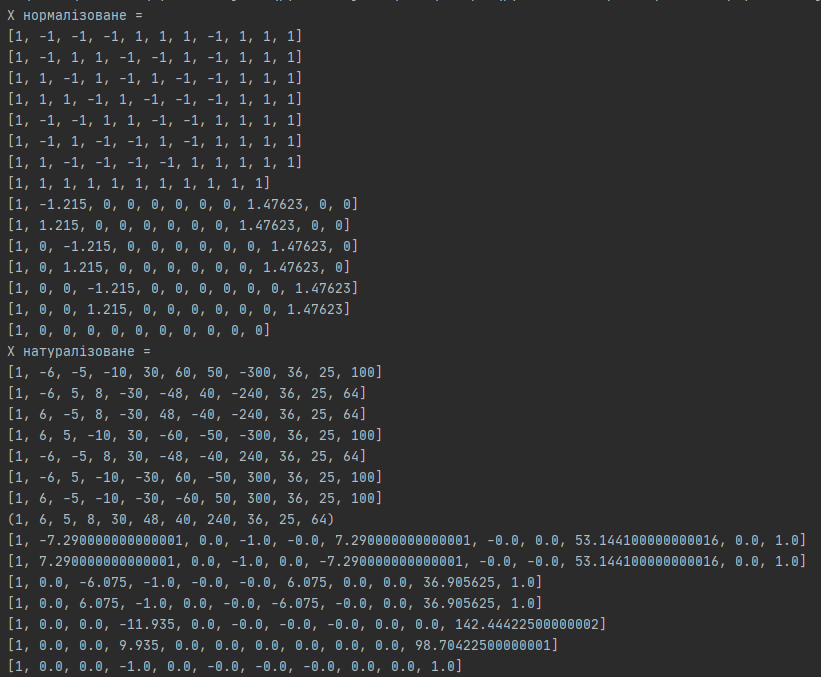 X нормалізоване =
[1, -1, -1, -1, 1, 1, 1, -1, 1, 1, 1]
[1, -1, 1, 1, -1, -1, 1, -1, 1, 1, 1]
[1, 1, -1, 1, -1, 1, -1, -1, 1, 1, 1]
[1, 1, 1, -1, 1, -1, -1, -1, 1, 1, 1]
[1, -1, -1, 1, 1, -1, -1, 1, 1, 1, 1]
[1, -1, 1, -1, -1, 1, -1, 1, 1, 1, 1]
[1, 1, -1, -1, -1, -1, 1, 1, 1, 1, 1]
[1, 1, 1, 1, 1, 1, 1, 1, 1, 1, 1]
[1, -1.215, 0, 0, 0, 0, 0, 0, 1.47623, 0, 0]
[1, 1.215, 0, 0, 0, 0, 0, 0, 1.47623, 0, 0]
[1, 0, -1.215, 0, 0, 0, 0, 0, 0, 1.47623, 0]
[1, 0, 1.215, 0, 0, 0, 0, 0, 0, 1.47623, 0]
[1, 0, 0, -1.215, 0, 0, 0, 0, 0, 0, 1.47623]
[1, 0, 0, 1.215, 0, 0, 0, 0, 0, 0, 1.47623]
[1, 0, 0, 0, 0, 0, 0, 0, 0, 0, 0]
X натуралізоване =
[1, -6, -5, -10, 30, 60, 50, -300, 36, 25, 100]
[1, -6, 5, 8, -30, -48, 40, -240, 36, 25, 64]
[1, 6, -5, 8, -30, 48, -40, -240, 36, 25, 64]
[1, 6, 5, -10, 30, -60, -50, -300, 36, 25, 100]
[1, -6, -5, 8, 30, -48, -40, 240, 36, 25, 64]
[1, -6, 5, -10, -30, 60, -50, 300, 36, 25, 100]
[1, 6, -5, -10, -30, -60, 50, 300, 36, 25, 100]
(1, 6, 5, 8, 30, 48, 40, 240, 36, 25, 64)
[1, -7.290000000000001, 0.0, -1.0, -0.0, 7.290000000000001, -0.0, 0.0, 53.144100000000016, 0.0, 1.0]
[1, 7.290000000000001, 0.0, -1.0, 0.0, -7.290000000000001, -0.0, -0.0, 53.144100000000016, 0.0, 1.0]
[1, 0.0, -6.075, -1.0, -0.0, -0.0, 6.075, 0.0, 0.0, 36.905625, 1.0]
[1, 0.0, 6.075, -1.0, 0.0, -0.0, -6.075, -0.0, 0.0, 36.905625, 1.0]
[1, 0.0, 0.0, -11.935, 0.0, -0.0, -0.0, -0.0, 0.0, 0.0, 142.44422500000002]
[1, 0.0, 0.0, 9.935, 0.0, 0.0, 0.0, 0.0, 0.0, 0.0, 98.70422500000001]
[1, 0.0, 0.0, -1.0, 0.0, -0.0, -0.0, -0.0, 0.0, 0.0, 1.0]